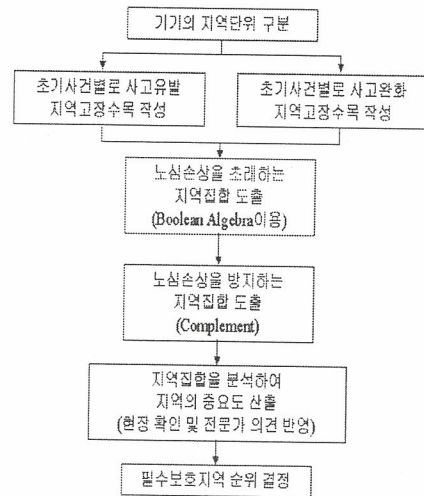 기기의 지역단위 구분
초기사건별로 사고유발
지역고장수목 작성
초기사건별로 사고완화
지역고장수목 작성
노심손상을 초래하는
지역집합 도출
(Boolean Algebra이용)
노심손상을 방지하는
지역집합 도출
(Complement)
지역집합을 분석하여
지역의 중요도 산출
(현장 확인 및 전문가 의견 반영)
필수보호지역 순위 결정